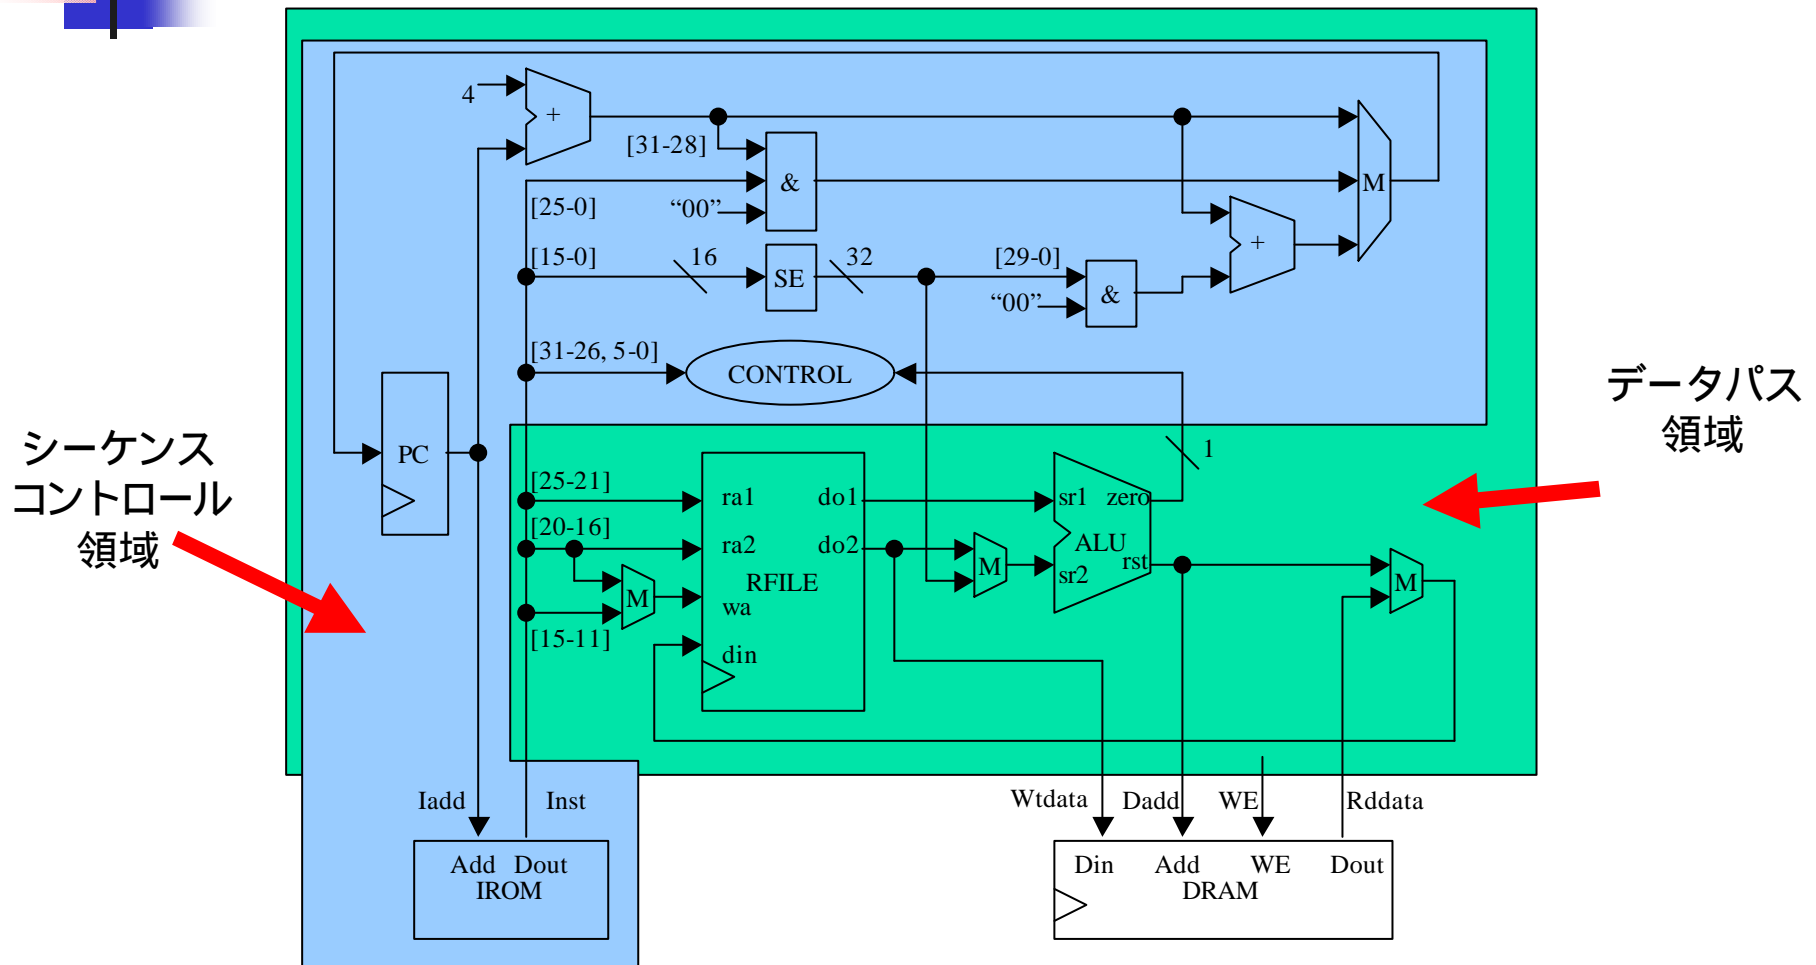 4
+
[31-28]
&
M
[25-0]
“00”
+
[15-0]
16
SE
32
[29-0]
“00”
&
[31-26, 5-0]
CONTROL
データパス
領域
シーケンス
コントロール
領域
PC
1
[25-21]
ra1
do1
sr1
zero
[20-16]
ra2
do2
M
ALU
rst
sr2
M
RFILE
M
wa
[15-11]
din
Iadd
Inst
Wtdata
Dadd
WE
Rddata
Add
Dout
IROM
Din
Add
WE
Dout
DRAM